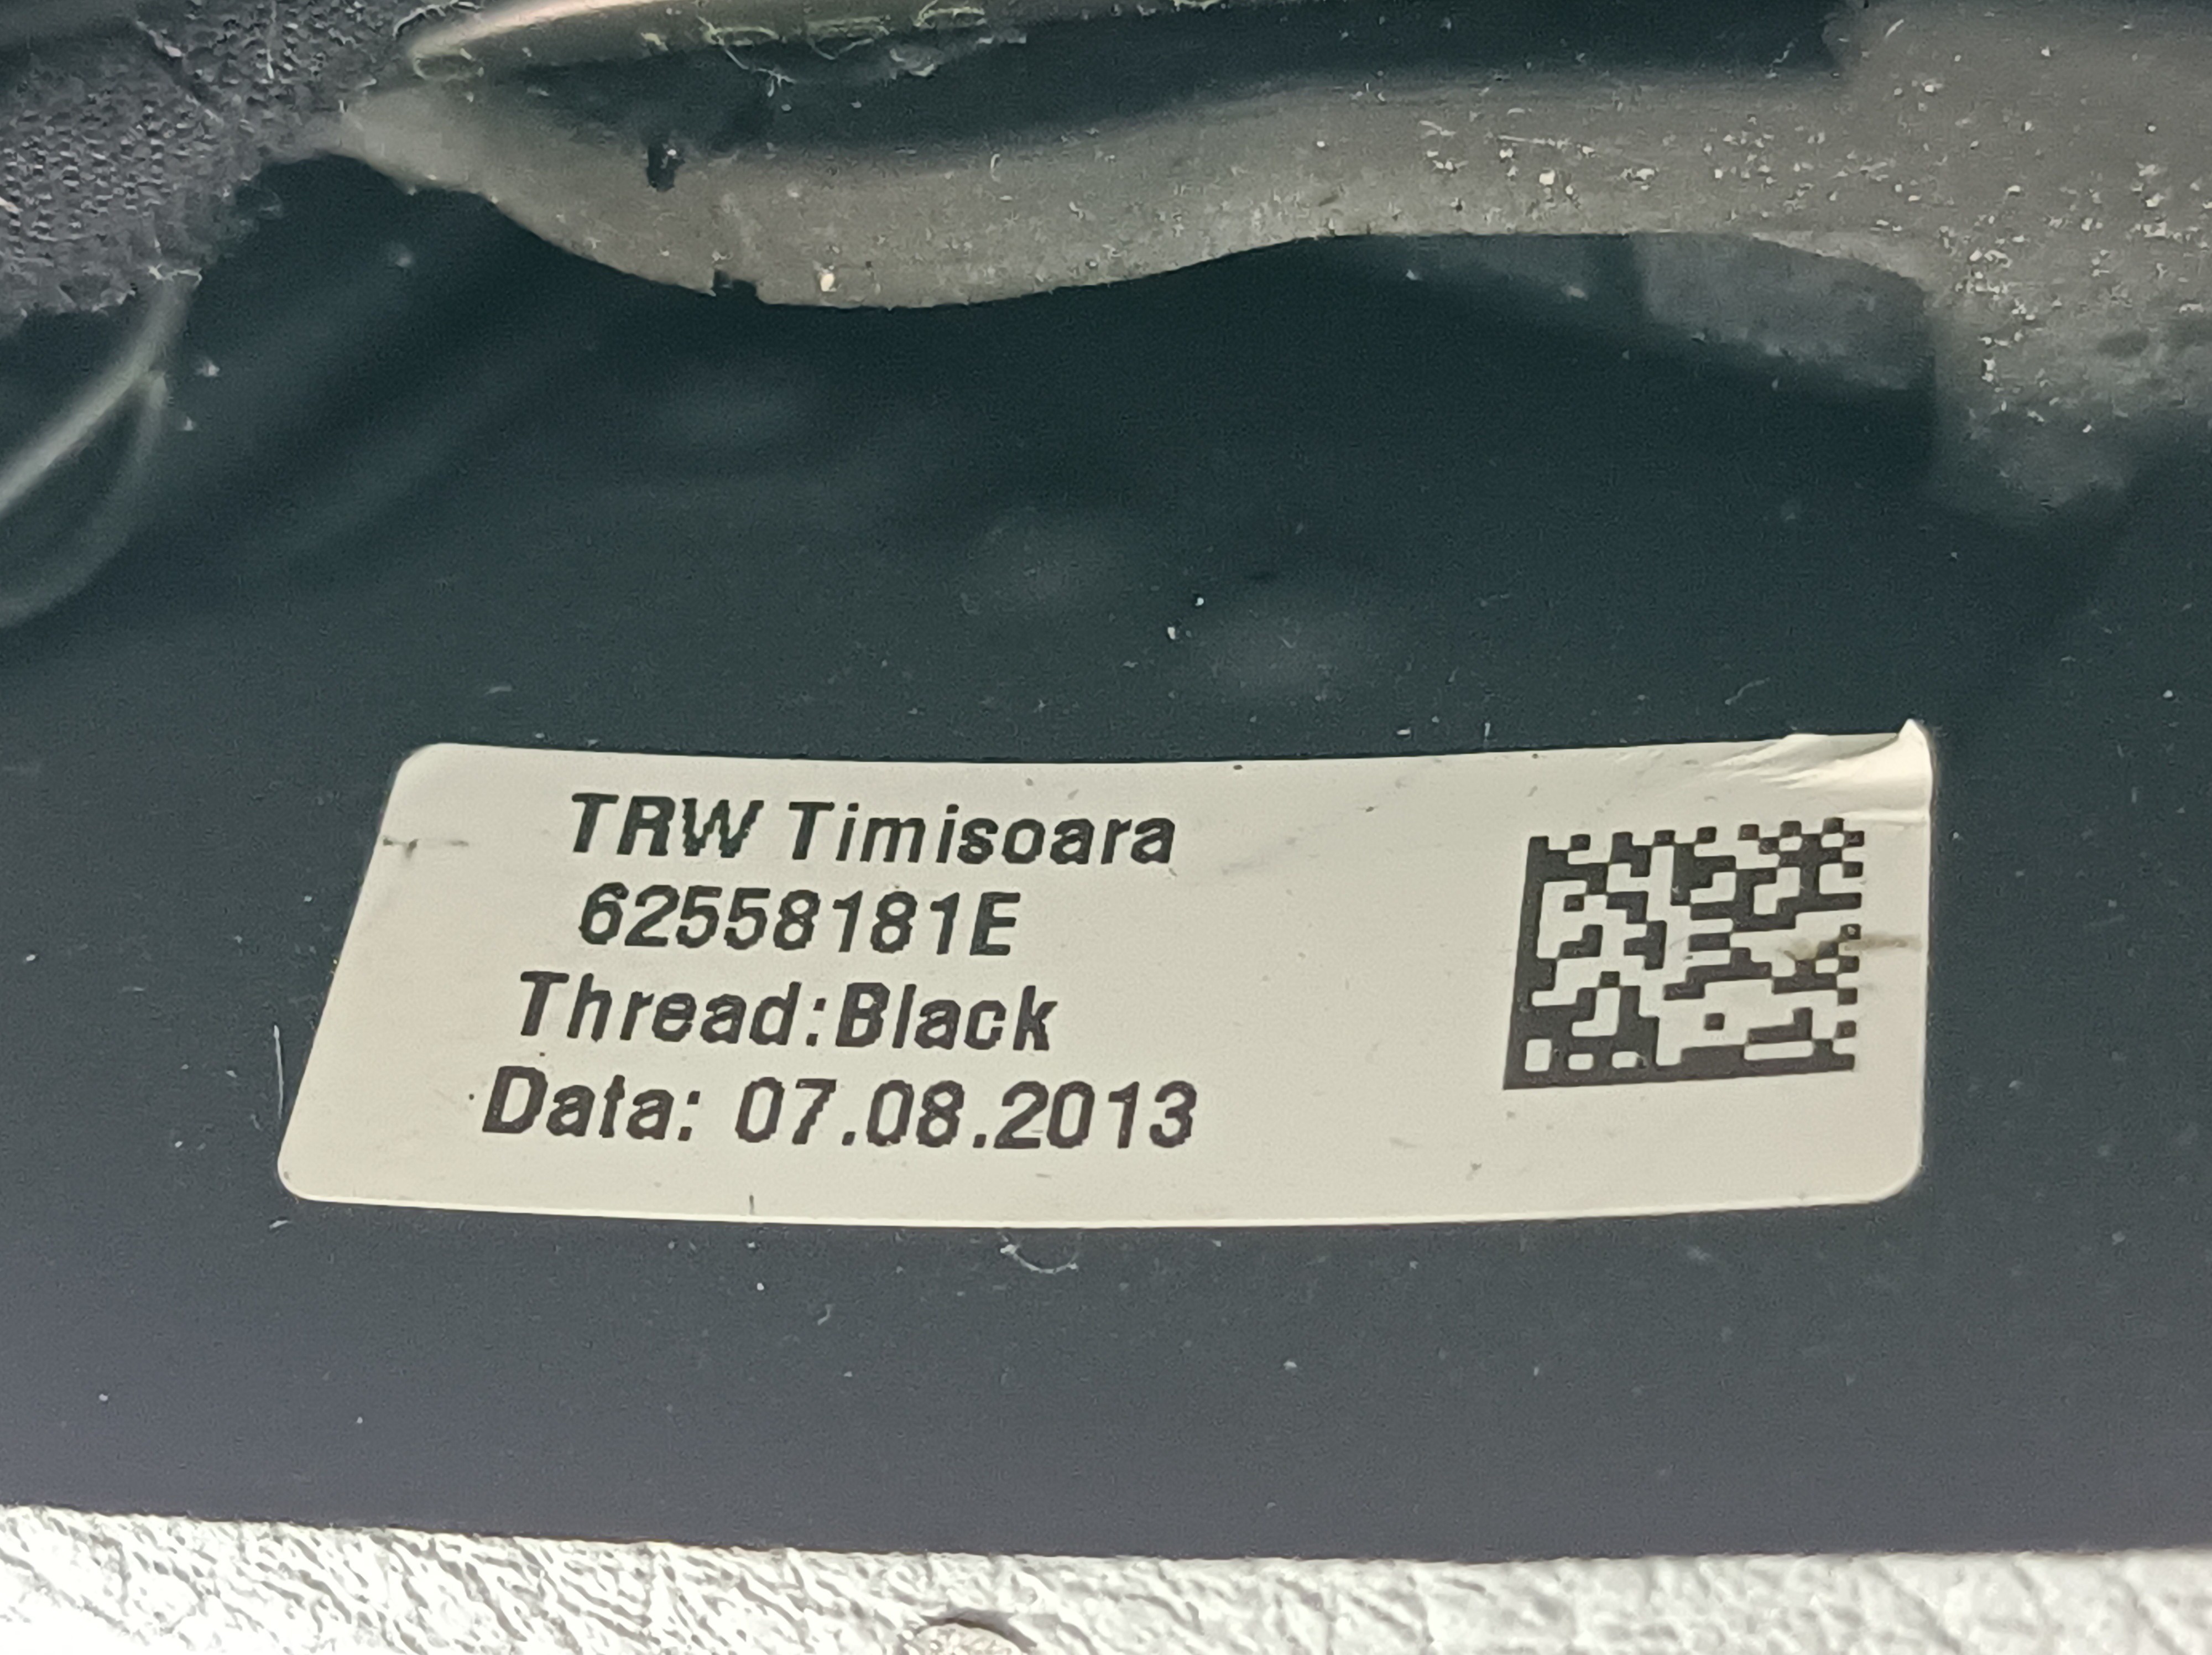 TRW Timisoara
62558181E
Thread:Black
Data: 07.08.2013